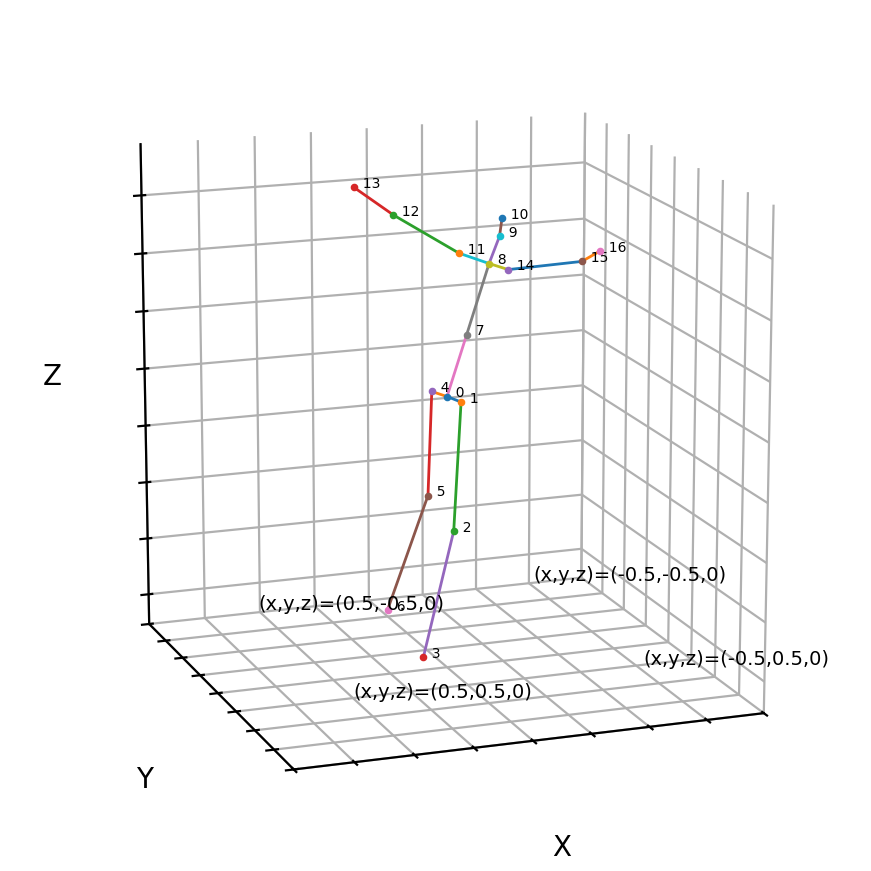 13
12
10
9
11
8
14
16
15
7
Z
4
0
1
5
2
(x,y,z)=(-0.5,-0.5,0)
(x,y,z)=(0.5,-0.5,0)
6
3
(x,y,z)=(-0.5,0.5,0)
(x,y,z)=(0.5,0.5,0)
Y
X